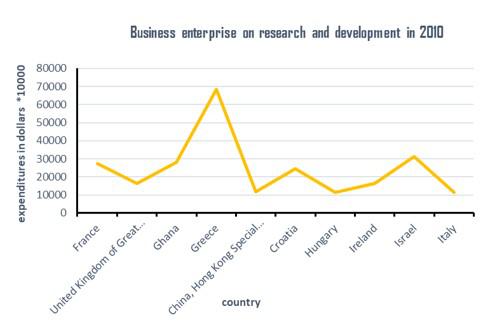 Business enterprise on research and development in 2010
expenditures in dollars *10000
80000
70000
60000
50000
40000
30000
20000
10000
0
France
United Kingdom of Great...
Ghana
Greece
China, Hong Kong Special...
Croatia
Hungary
Ireland
Israel
Italy
country